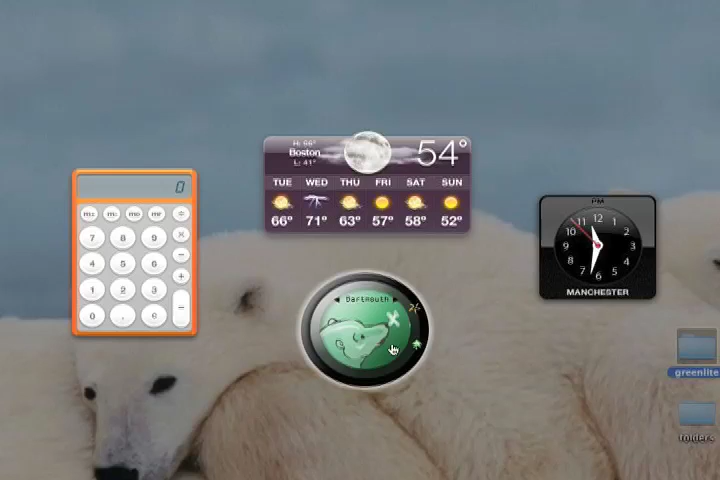 0
m+ m- mc mr ÷
7 8 9 ×
4 5 6 −
1 2 3 +
0 . c =
H: 66°
Boston
L: 41°
54°
TUE WED THU FRI SAT SUN
66° 71° 63° 57° 58° 52°
PM
12 1 2 3 4 5 6 7 8 9 10 11
MANCHESTER
Dartmouth
greenlite
folders